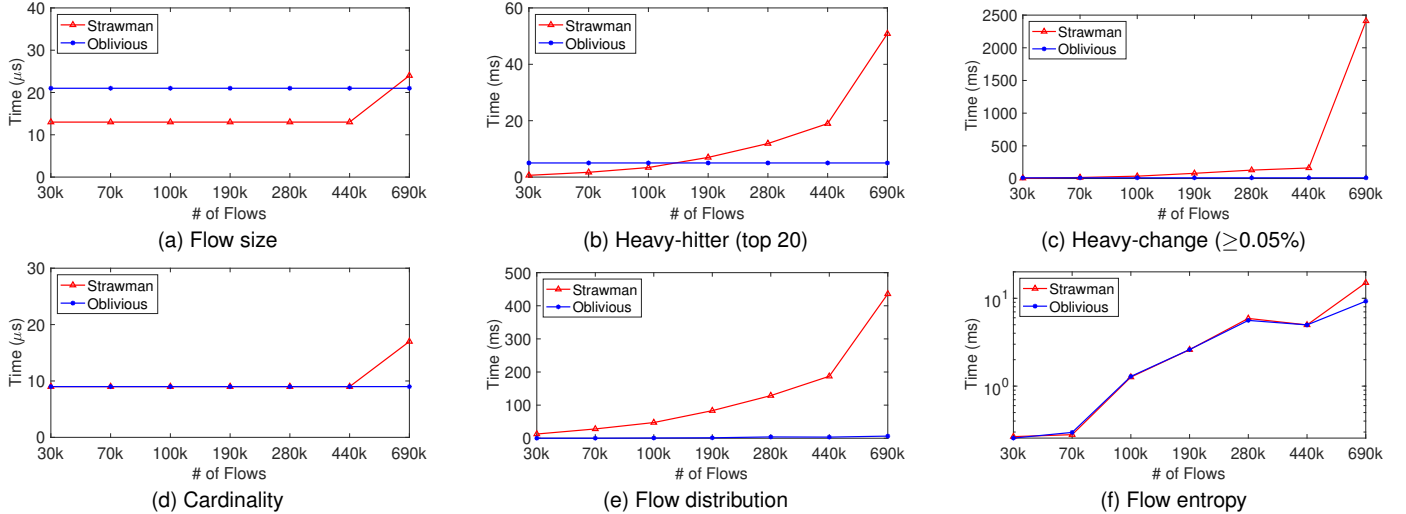 40
30
20
10
0
Time (μs)
Strawman
Oblivious
30k 70k 100k 190k 280k 440k 690k
# of Flows
(a) Flow size
60
40
20
0
Time (ms)
Strawman
Oblivious
30k 70k 100k 190k 280k 440k 690k
# of Flows
(b) Heavy-hitter (top 20)
2500
2000
1500
1000
500
0
Time (ms)
Strawman
Oblivious
30k 70k 100k 190k 280k 440k 690k
# of Flows
(c) Heavy-change (≥0.05%)
30
20
10
0
Time (μs)
Strawman
Oblivious
30k 70k 100k 190k 280k 440k 690k
# of Flows
(d) Cardinality
500
400
300
200
100
0
Time (ms)
Strawman
Oblivious
30k 70k 100k 190k 280k 440k 690k
# of Flows
(e) Flow distribution
10¹
10⁰
Time (ms)
Strawman
Oblivious
30k 70k 100k 190k 280k 440k 690k
# of Flows
(f) Flow entropy